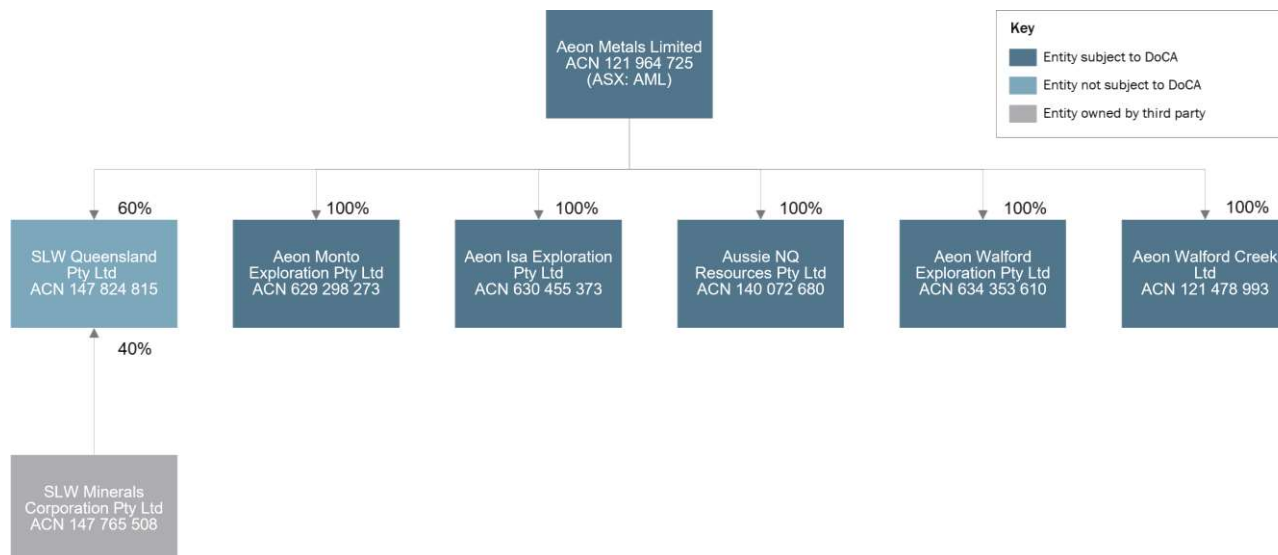 Aeon Metals Limited
ACN 121 964 725
(ASX: AML)
Key
Entity subject to DoCA
Entity not subject to DoCA
Entity owned by third party
60%
100%
100%
100%
100%
100%
SLW Queensland
Pty Ltd
ACN 147 824 815
Aeon Monto
Exploration Pty Ltd
ACN 629 298 273
Aeon Isa Exploration
Pty Ltd
ACN 630 455 373
Aussie NQ
Resources Pty Ltd
ACN 140 072 680
Aeon Walford
Exploration Pty Ltd
ACN 634 353 610
Aeon Walford Creek
Ltd
ACN 121 478 993
40%
SLW Minerals
Corporation Pty Ltd
ACN 147 765 508